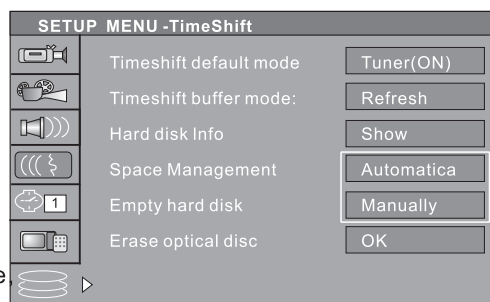 SETUP MENU -TimeShift
Timeshift default mode Tuner(ON)
Timeshift buffer mode: Refresh
Hard disk Info Show
Space Management Automatica
1 Empty hard disk Manually
Erase optical disc OK
e,